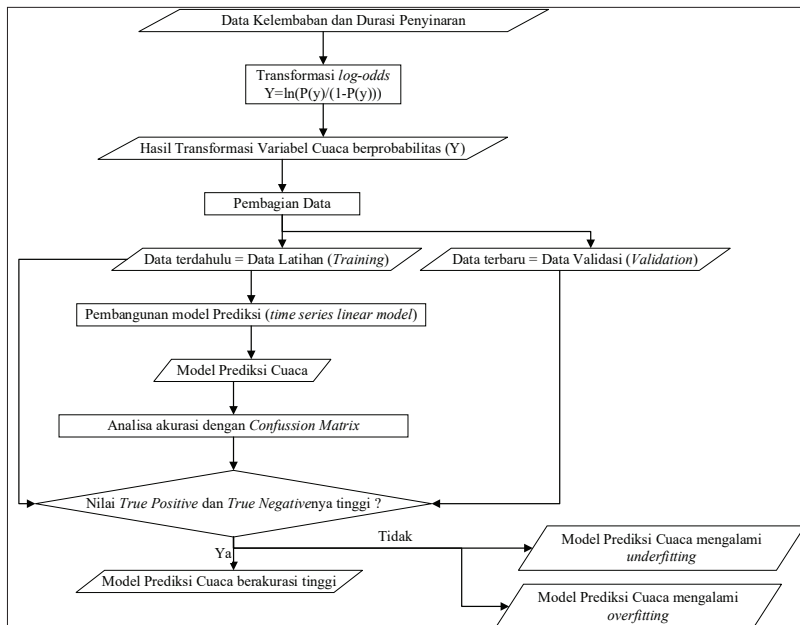 Data Kelembaban dan Durasi Penyinaran
Transformasi log-odds
Y=ln(P(y)/(1-P(y)))
Hasil Transformasi Variabel Cuaca berprobabilitas (Y)
Pembagian Data
Data terdahulu = Data Latihan (Training)
Data terbaru = Data Validasi (Validation)
Pembangunan model Prediksi (time series linear model)
Model Prediksi Cuaca
Analisa akurasi dengan Confussion Matrix
Nilai True Positive dan True Negativenya tinggi ?
Tidak
Ya
Model Prediksi Cuaca mengalami
underfitting
Model Prediksi Cuaca berakurasi tinggi
Model Prediksi Cuaca mengalami
overfitting